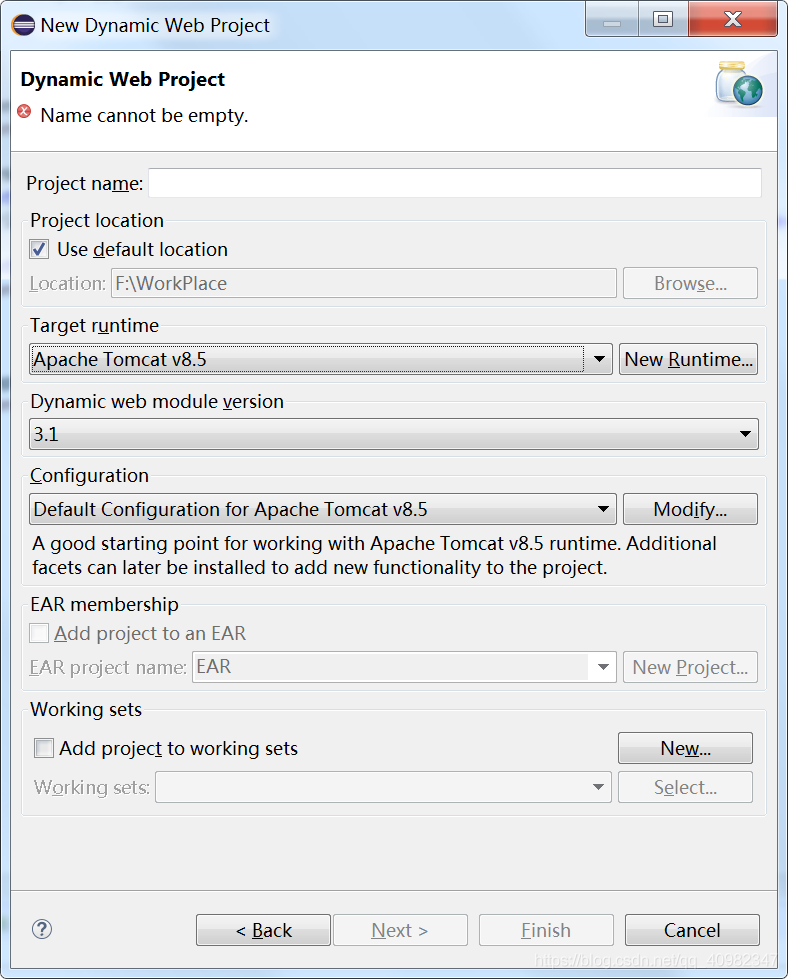 New Dynamic Web Project
Dynamic Web Project
Name cannot be empty.
Project name:
Project location
Use default location
Location: F:\WorkPlace Browse...
Target runtime
Apache Tomcat v8.5 New Runtime...
Dynamic web module version
3.1
Configuration
Default Configuration for Apache Tomcat v8.5 Modify...
A good starting point for working with Apache Tomcat v8.5 runtime. Additional
facets can later be installed to add new functionality to the project.
EAR membership
Add project to an EAR
EAR project name: EAR New Project...
Working sets
Add project to working sets New...
Working sets: Select...
? < Back Next > Finish Cancel
https://blog.csdn.net/qq_40982347